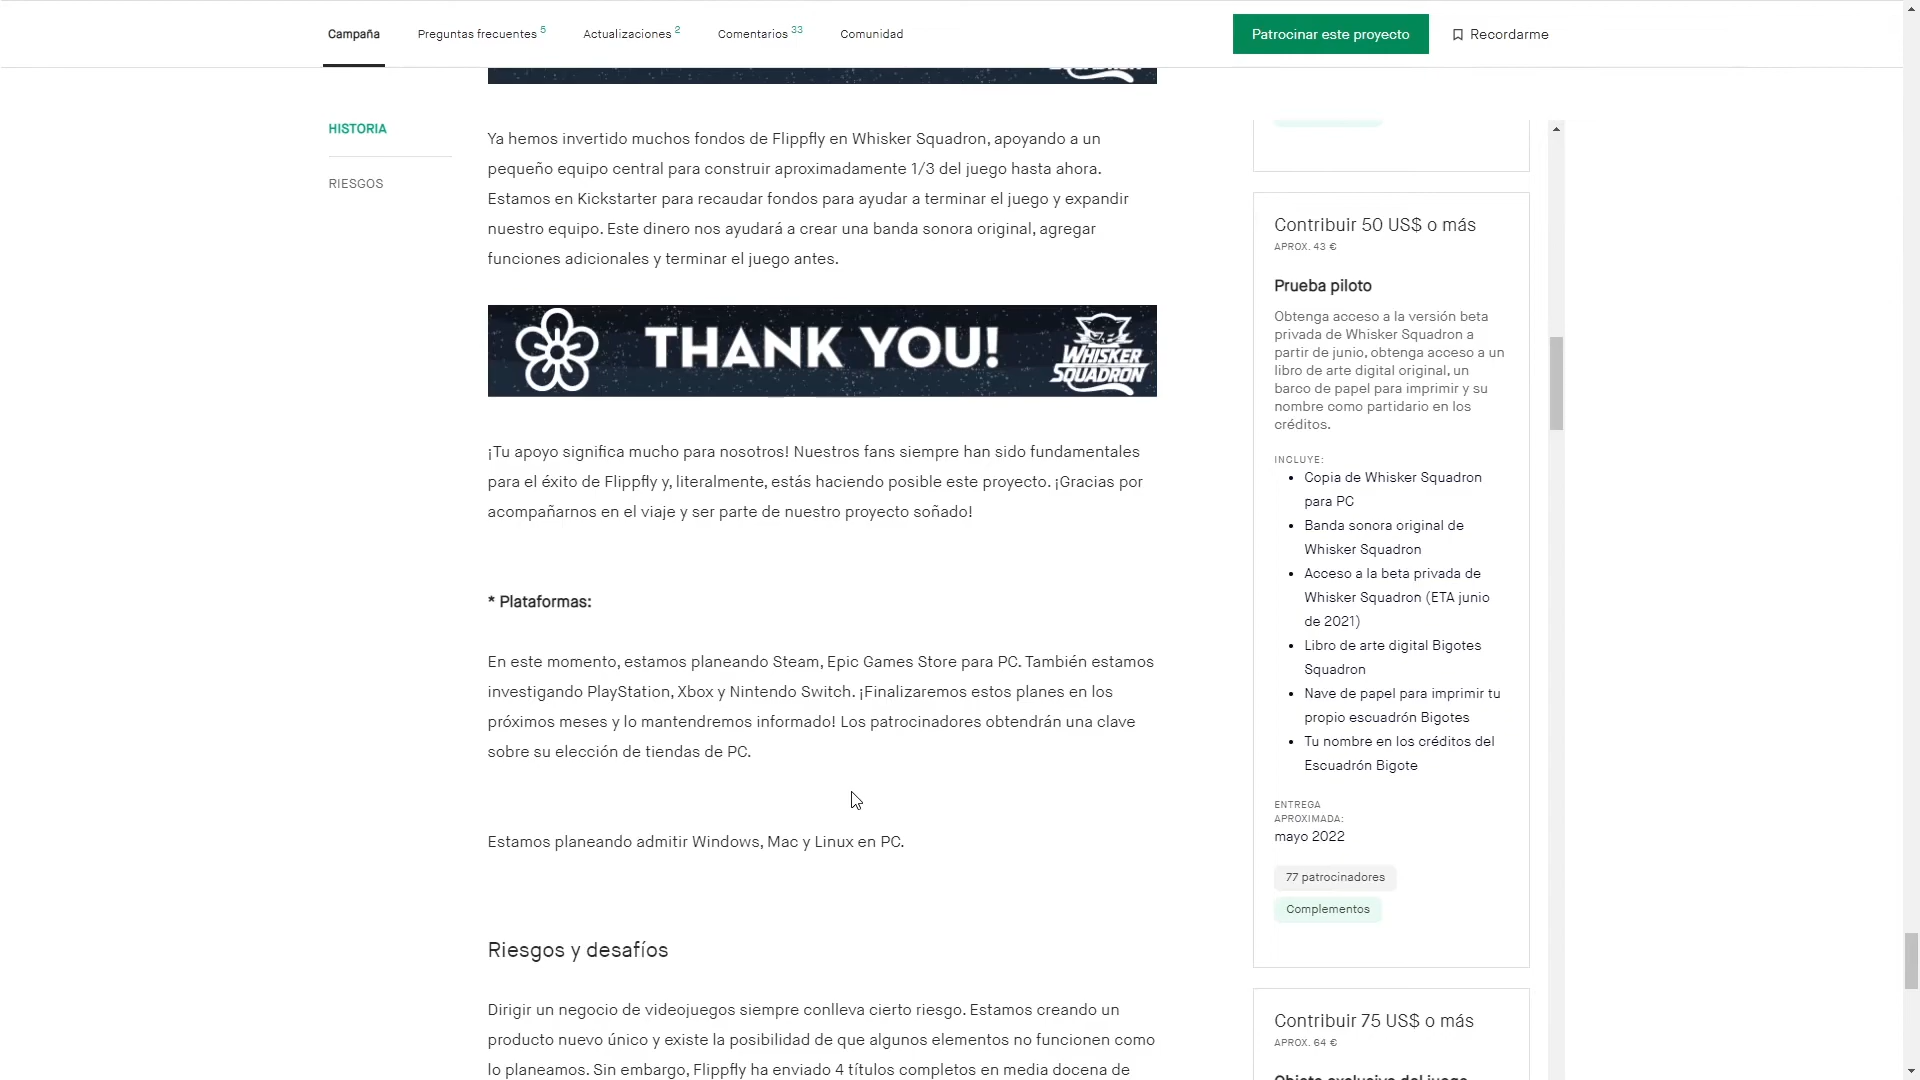 Campaña
Preguntas frecuentes 5
Actualizaciones 2
Comentarios 33
Comunidad
Patrocinar este proyecto
Recordarme
HISTORIA
RIESGOS
Ya hemos invertido muchos fondos de Flippfly en Whisker Squadron, apoyando a un
pequeño equipo central para construir aproximadamente 1/3 del juego hasta ahora.
Estamos en Kickstarter para recaudar fondos para ayudar a terminar el juego y expandir
nuestro equipo. Este dinero nos ayudará a crear una banda sonora original, agregar
funciones adicionales y terminar el juego antes.
THANK YOU!
WHISKER
SQUADRON
¡Tu apoyo significa mucho para nosotros! Nuestros fans siempre han sido fundamentales
para el éxito de Flippfly y, literalmente, estás haciendo posible este proyecto. ¡Gracias por
acompañarnos en el viaje y ser parte de nuestro proyecto soñado!
* Plataformas:
En este momento, estamos planeando Steam, Epic Games Store para PC. También estamos
investigando PlayStation, Xbox y Nintendo Switch. ¡Finalizaremos estos planes en los
próximos meses y lo mantendremos informado! Los patrocinadores obtendrán una clave
sobre su elección de tiendas de PC.
Estamos planeando admitir Windows, Mac y Linux en PC.
Riesgos y desafíos
Dirigir un negocio de videojuegos siempre conlleva cierto riesgo. Estamos creando un
producto nuevo único y existe la posibilidad de que algunos elementos no funcionen como
lo planeamos. Sin embargo, Flippfly ha enviado 4 títulos completos en media docena de
Contribuir 50 US$ o más
APROX. 43 €
Prueba piloto
Obtenga acceso a la versión beta
privada de Whisker Squadron a
partir de junio, obtenga acceso a un
libro de arte digital original, un
barco de papel para imprimir y su
nombre como partidario en los
créditos.
INCLUYE:
• Copia de Whisker Squadron
para PC
• Banda sonora original de
Whisker Squadron
• Acceso a la beta privada de
Whisker Squadron (ETA junio
de 2021)
• Libro de arte digital Bigotes
Squadron
• Nave de papel para imprimir tu
propio escuadrón Bigotes
• Tu nombre en los créditos del
Escuadrón Bigote
ENTREGA
APROXIMADA:
mayo 2022
77 patrocinadores
Complementos
Contribuir 75 US$ o más
APROX. 64 €
Objeto exclusivo del juego